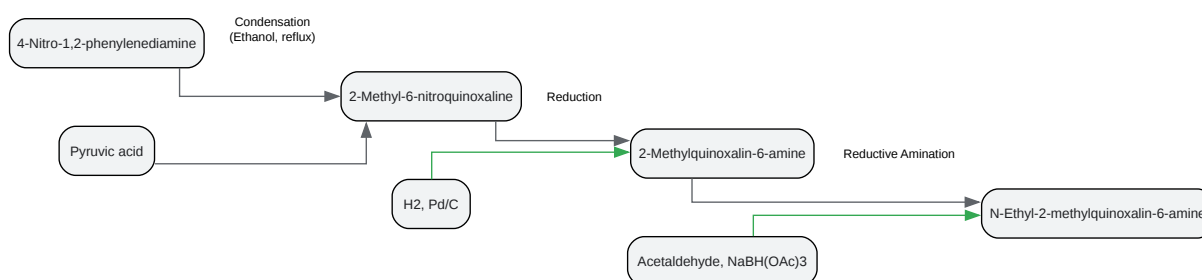 Condensation
(Ethanol, reflux)
4-Nitro-1,2-phenylenediamine
2-Methyl-6-nitroquinoxaline
Reduction
Pyruvic acid
2-Methylquinoxalin-6-amine
Reductive Amination
H2, Pd/C
N-Ethyl-2-methylquinoxalin-6-amine
Acetaldehyde, NaBH(OAc)3